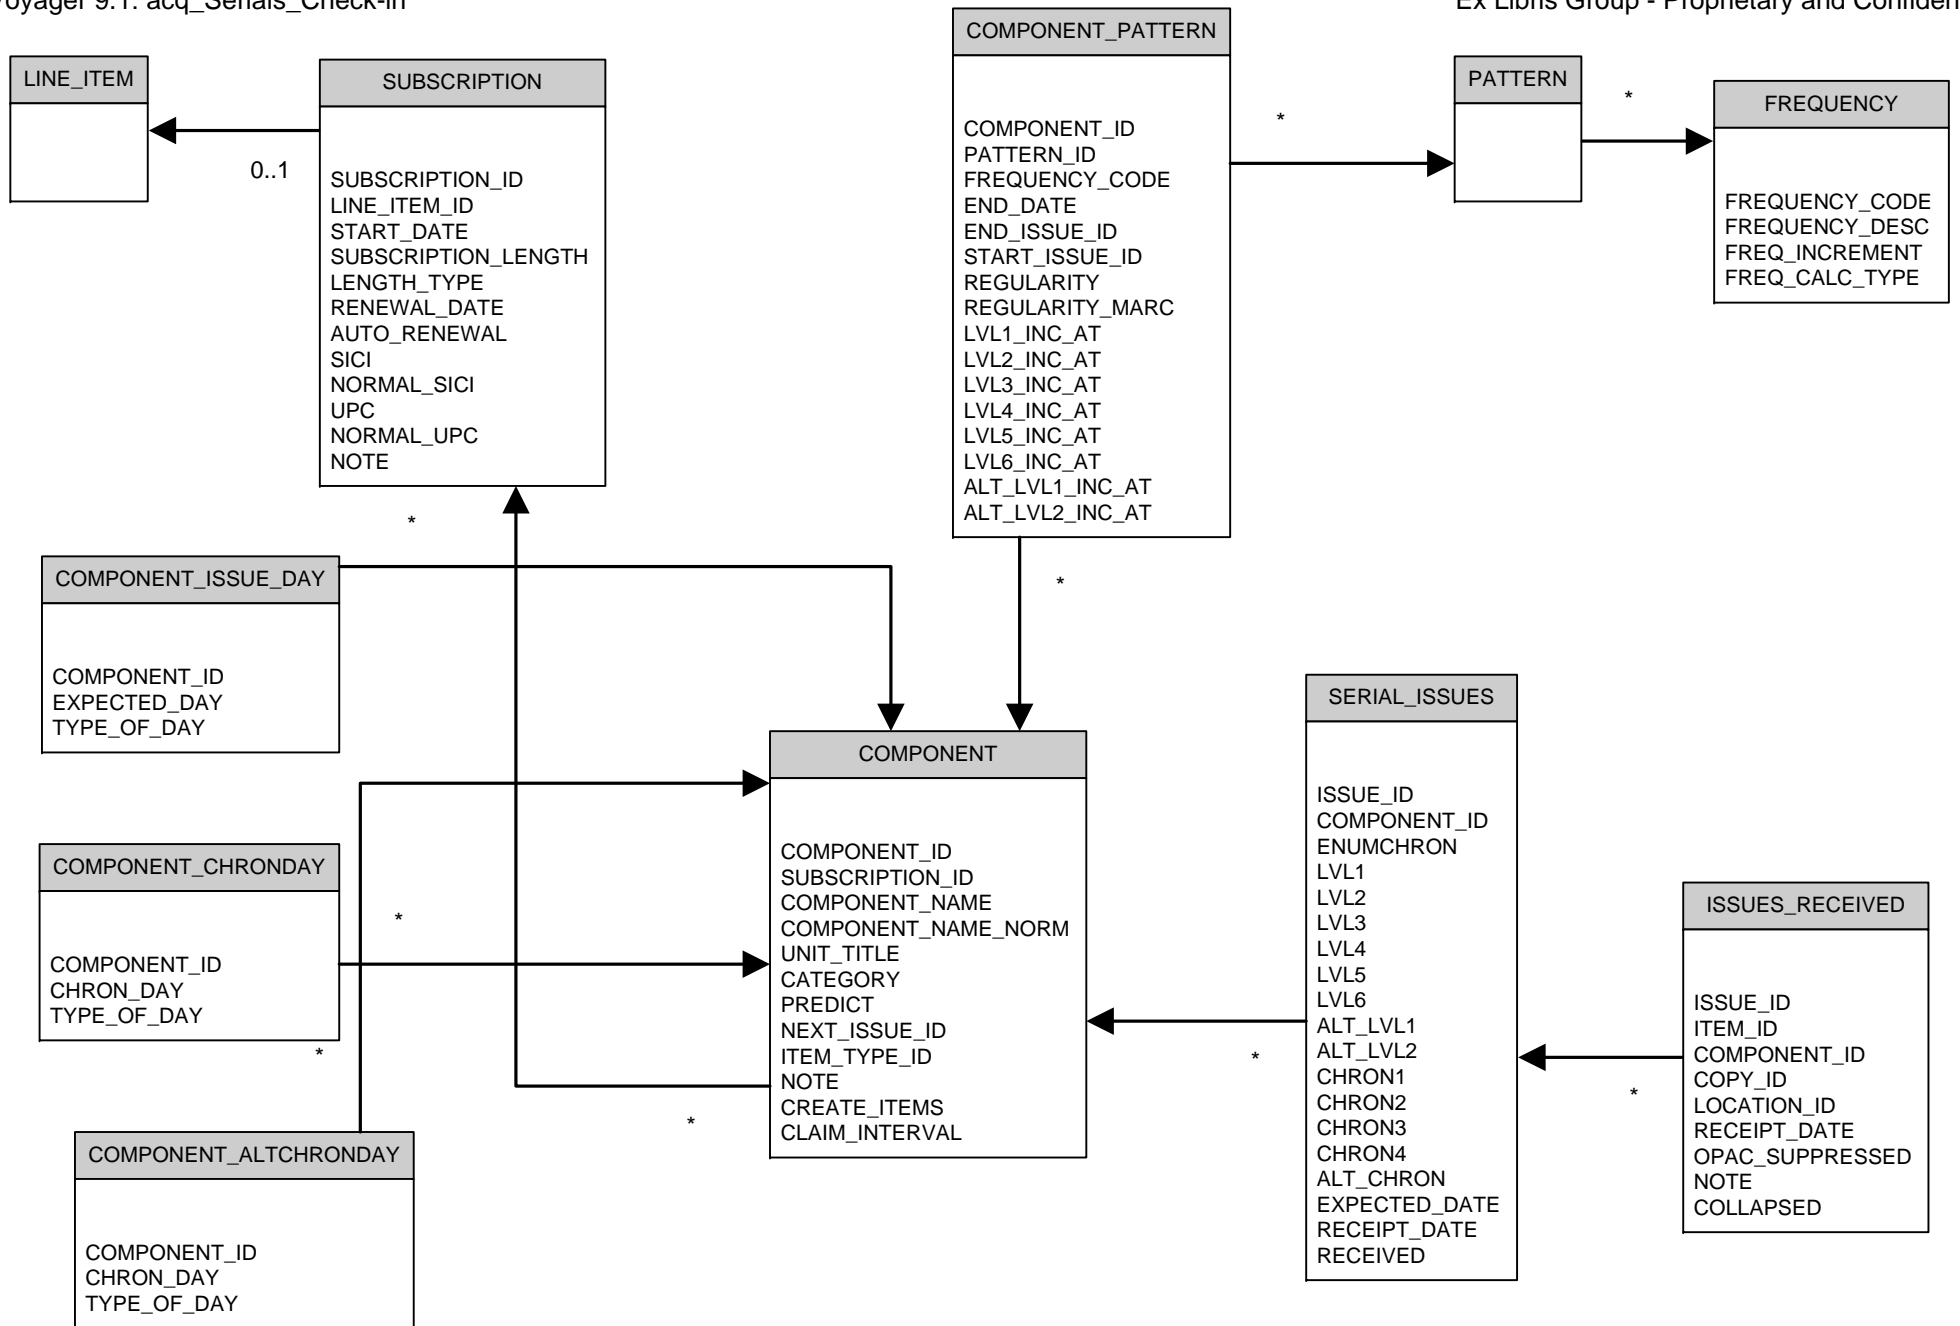 oyager 9.1: acq_Serials_Check-in
Ex Libris Group - Proprietary and Confiden
LINE_ITEM
0..1
SUBSCRIPTION
SUBSCRIPTION_ID
LINE_ITEM_ID
START_DATE
SUBSCRIPTION_LENGTH
LENGTH_TYPE
RENEWAL_DATE
AUTO_RENEWAL
SICI
NORMAL_SICI
UPC
NORMAL_UPC
NOTE
*
COMPONENT_PATTERN
COMPONENT_ID
PATTERN_ID
FREQUENCY_CODE
END_DATE
END_ISSUE_ID
START_ISSUE_ID
REGULARITY
REGULARITY_MARC
LVL1_INC_AT
LVL2_INC_AT
LVL3_INC_AT
LVL4_INC_AT
LVL5_INC_AT
LVL6_INC_AT
ALT_LVL1_INC_AT
ALT_LVL2_INC_AT
*
*
PATTERN
*
FREQUENCY
FREQUENCY_CODE
FREQUENCY_DESC
FREQ_INCREMENT
FREQ_CALC_TYPE
COMPONENT_ISSUE_DAY
COMPONENT_ID
EXPECTED_DAY
TYPE_OF_DAY
COMPONENT_CHRONDAY
COMPONENT_ID
CHRON_DAY
TYPE_OF_DAY
*
*
COMPONENT_ALTCHRONDAY
COMPONENT_ID
CHRON_DAY
TYPE_OF_DAY
COMPONENT
COMPONENT_ID
SUBSCRIPTION_ID
COMPONENT_NAME
COMPONENT_NAME_NORM
UNIT_TITLE
CATEGORY
PREDICT
NEXT_ISSUE_ID
ITEM_TYPE_ID
NOTE
CREATE_ITEMS
CLAIM_INTERVAL
*
SERIAL_ISSUES
ISSUE_ID
COMPONENT_ID
ENUMCHRON
LVL1
LVL2
LVL3
LVL4
LVL5
LVL6
ALT_LVL1
ALT_LVL2
CHRON1
CHRON2
CHRON3
CHRON4
ALT_CHRON
EXPECTED_DATE
RECEIPT_DATE
RECEIVED
*
ISSUES_RECEIVED
ISSUE_ID
ITEM_ID
COMPONENT_ID
COPY_ID
LOCATION_ID
RECEIPT_DATE
OPAC_SUPPRESSED
NOTE
COLLAPSED
*